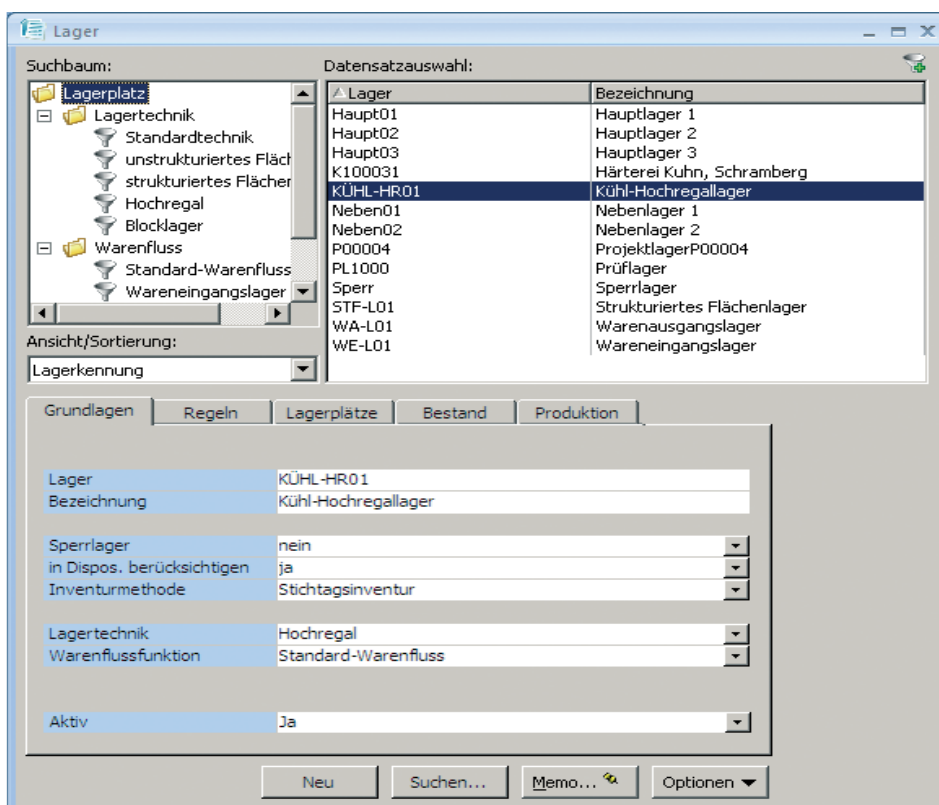 Lager
Suchbaum:
Lagerplatz
Lagertechnik
Standardtechnik
unstrukturiertes Fläch
strukturiertes Flächer
Hochregal
Blocklager
Warenfluss
Standard-Warenfluss
Wareneingangslager
Ansicht/Sortierung:
Lagerkennung
Datensatzauswahl:
Lager Bezeichnung
Haupt01 Hauptlager 1
Haupt02 Hauptlager 2
Haupt03 Hauptlager 3
K100031 Härterei Kuhn, Schramberg
KÜHL-HR01 Kühl-Hochregallager
Neben01 Nebenlager 1
Neben02 Nebenlager 2
P00004 ProjektlagerP00004
PL1000 Prüflager
Sperr Sperrlager
STF-L01 Strukturiertes Flächenlager
WA-L01 Warenausgangslager
WE-L01 Wareneingangslager
Grundlagen Regeln Lagerplätze Bestand Produktion
Lager KÜHL-HR01
Bezeichnung Kühl-Hochregallager
Sperrlager nein
in Dispos. berücksichtigen ja
Inventurmethode Stichtagsinventur
Lagertechnik Hochregal
Warenflussfunktion Standard-Warenfluss
Aktiv Ja
Neu Suchen... Memo... Optionen